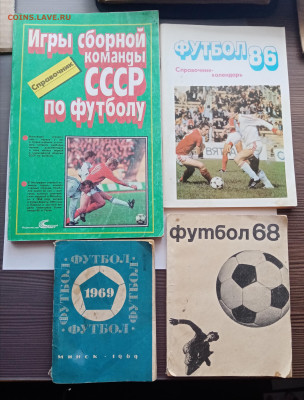 COINS.LAVE.RU
Игры сборной
команды
Справочник
СССР
по футболу
ФУТБОЛ
86
Справочник-
календарь
ФУТБОЛ
ФУТБОЛ
ФУТБОЛ
1969
ФУТБОЛ
МИНСК - 1969
футбол 68